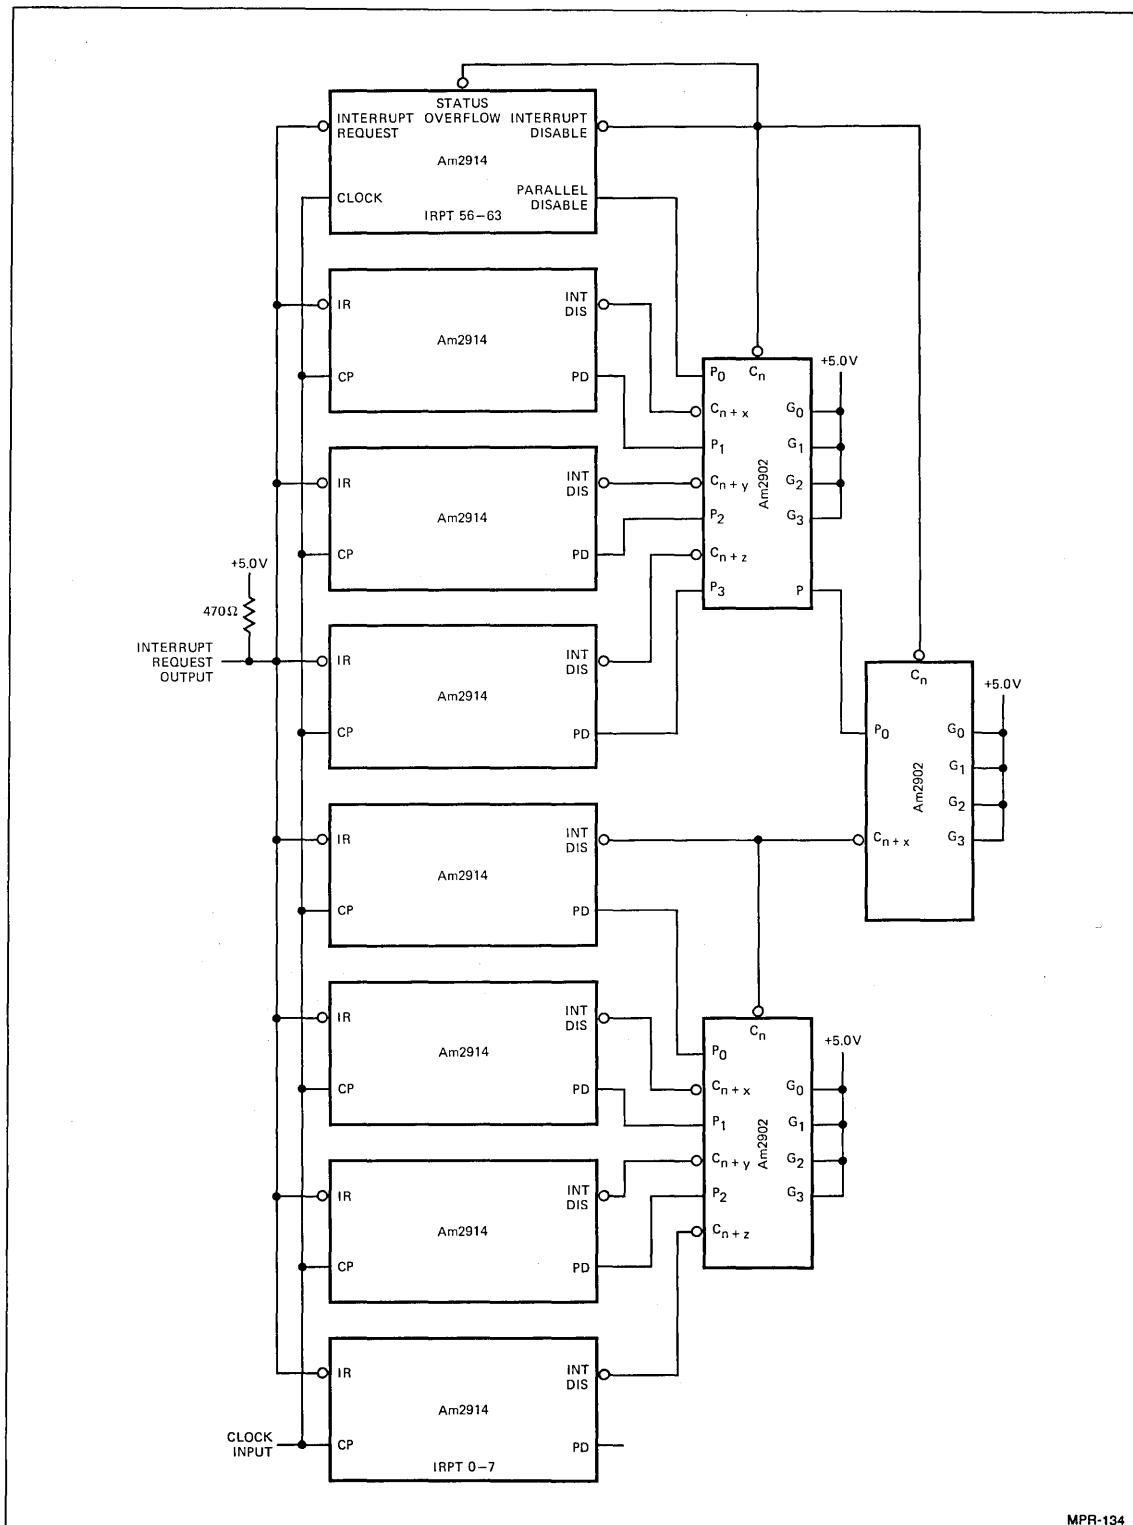 STATUS
OVERFLOW
INTERRUPT
REQUEST
INTERRUPT
DISABLE
Am2914
CLOCK
PARALLEL
DISABLE
IRPT 56–63
IR
INT
DIS
Am2914
CP
PD
IR
INT
DIS
Am2914
CP
PD
IR
INT
DIS
Am2914
CP
PD
+5.0V
470Ω
INTERRUPT
REQUEST
OUTPUT
P0
Cn
Cn + x
P1
Cn + y
P2
Cn + z
P3
Am2902
+5.0V
G0
G1
G2
G3
P
Cn
P0
Cn + x
Am2902
+5.0V
G0
G1
G2
G3
IR
INT
DIS
Am2914
CP
PD
IR
INT
DIS
Am2914
CP
PD
IR
INT
DIS
Am2914
CP
PD
Cn
P0
Cn + x
P1
Cn + y
P2
Cn + z
Am2902
+5.0V
G0
G1
G2
G3
IR
INT
DIS
Am2914
CLOCK
INPUT
CP
PD
IRPT 0–7
MPR-134